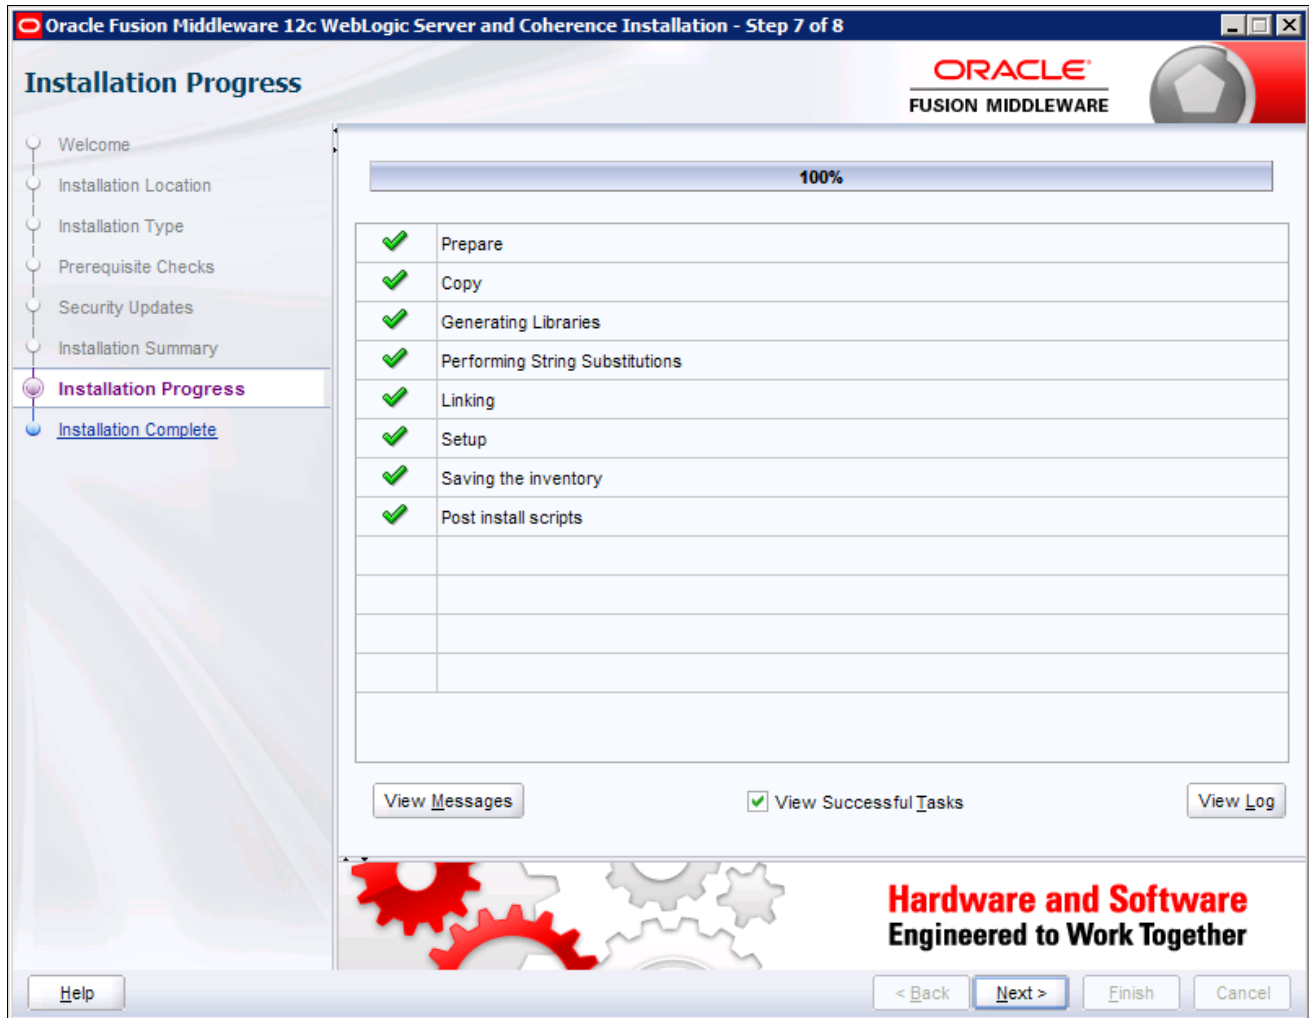 Oracle Fusion Middleware 12c WebLogic Server and Coherence Installation - Step 7 of 8
Installation Progress
ORACLE
FUSION MIDDLEWARE
Welcome
Installation Location
Installation Type
Prerequisite Checks
Security Updates
Installation Summary
Installation Progress
Installation Complete
100%
Prepare
Copy
Generating Libraries
Performing String Substitutions
Linking
Setup
Saving the inventory
Post install scripts
View Messages
View Successful Tasks
View Log
Hardware and Software
Engineered to Work Together
Help
< Back
Next >
Finish
Cancel